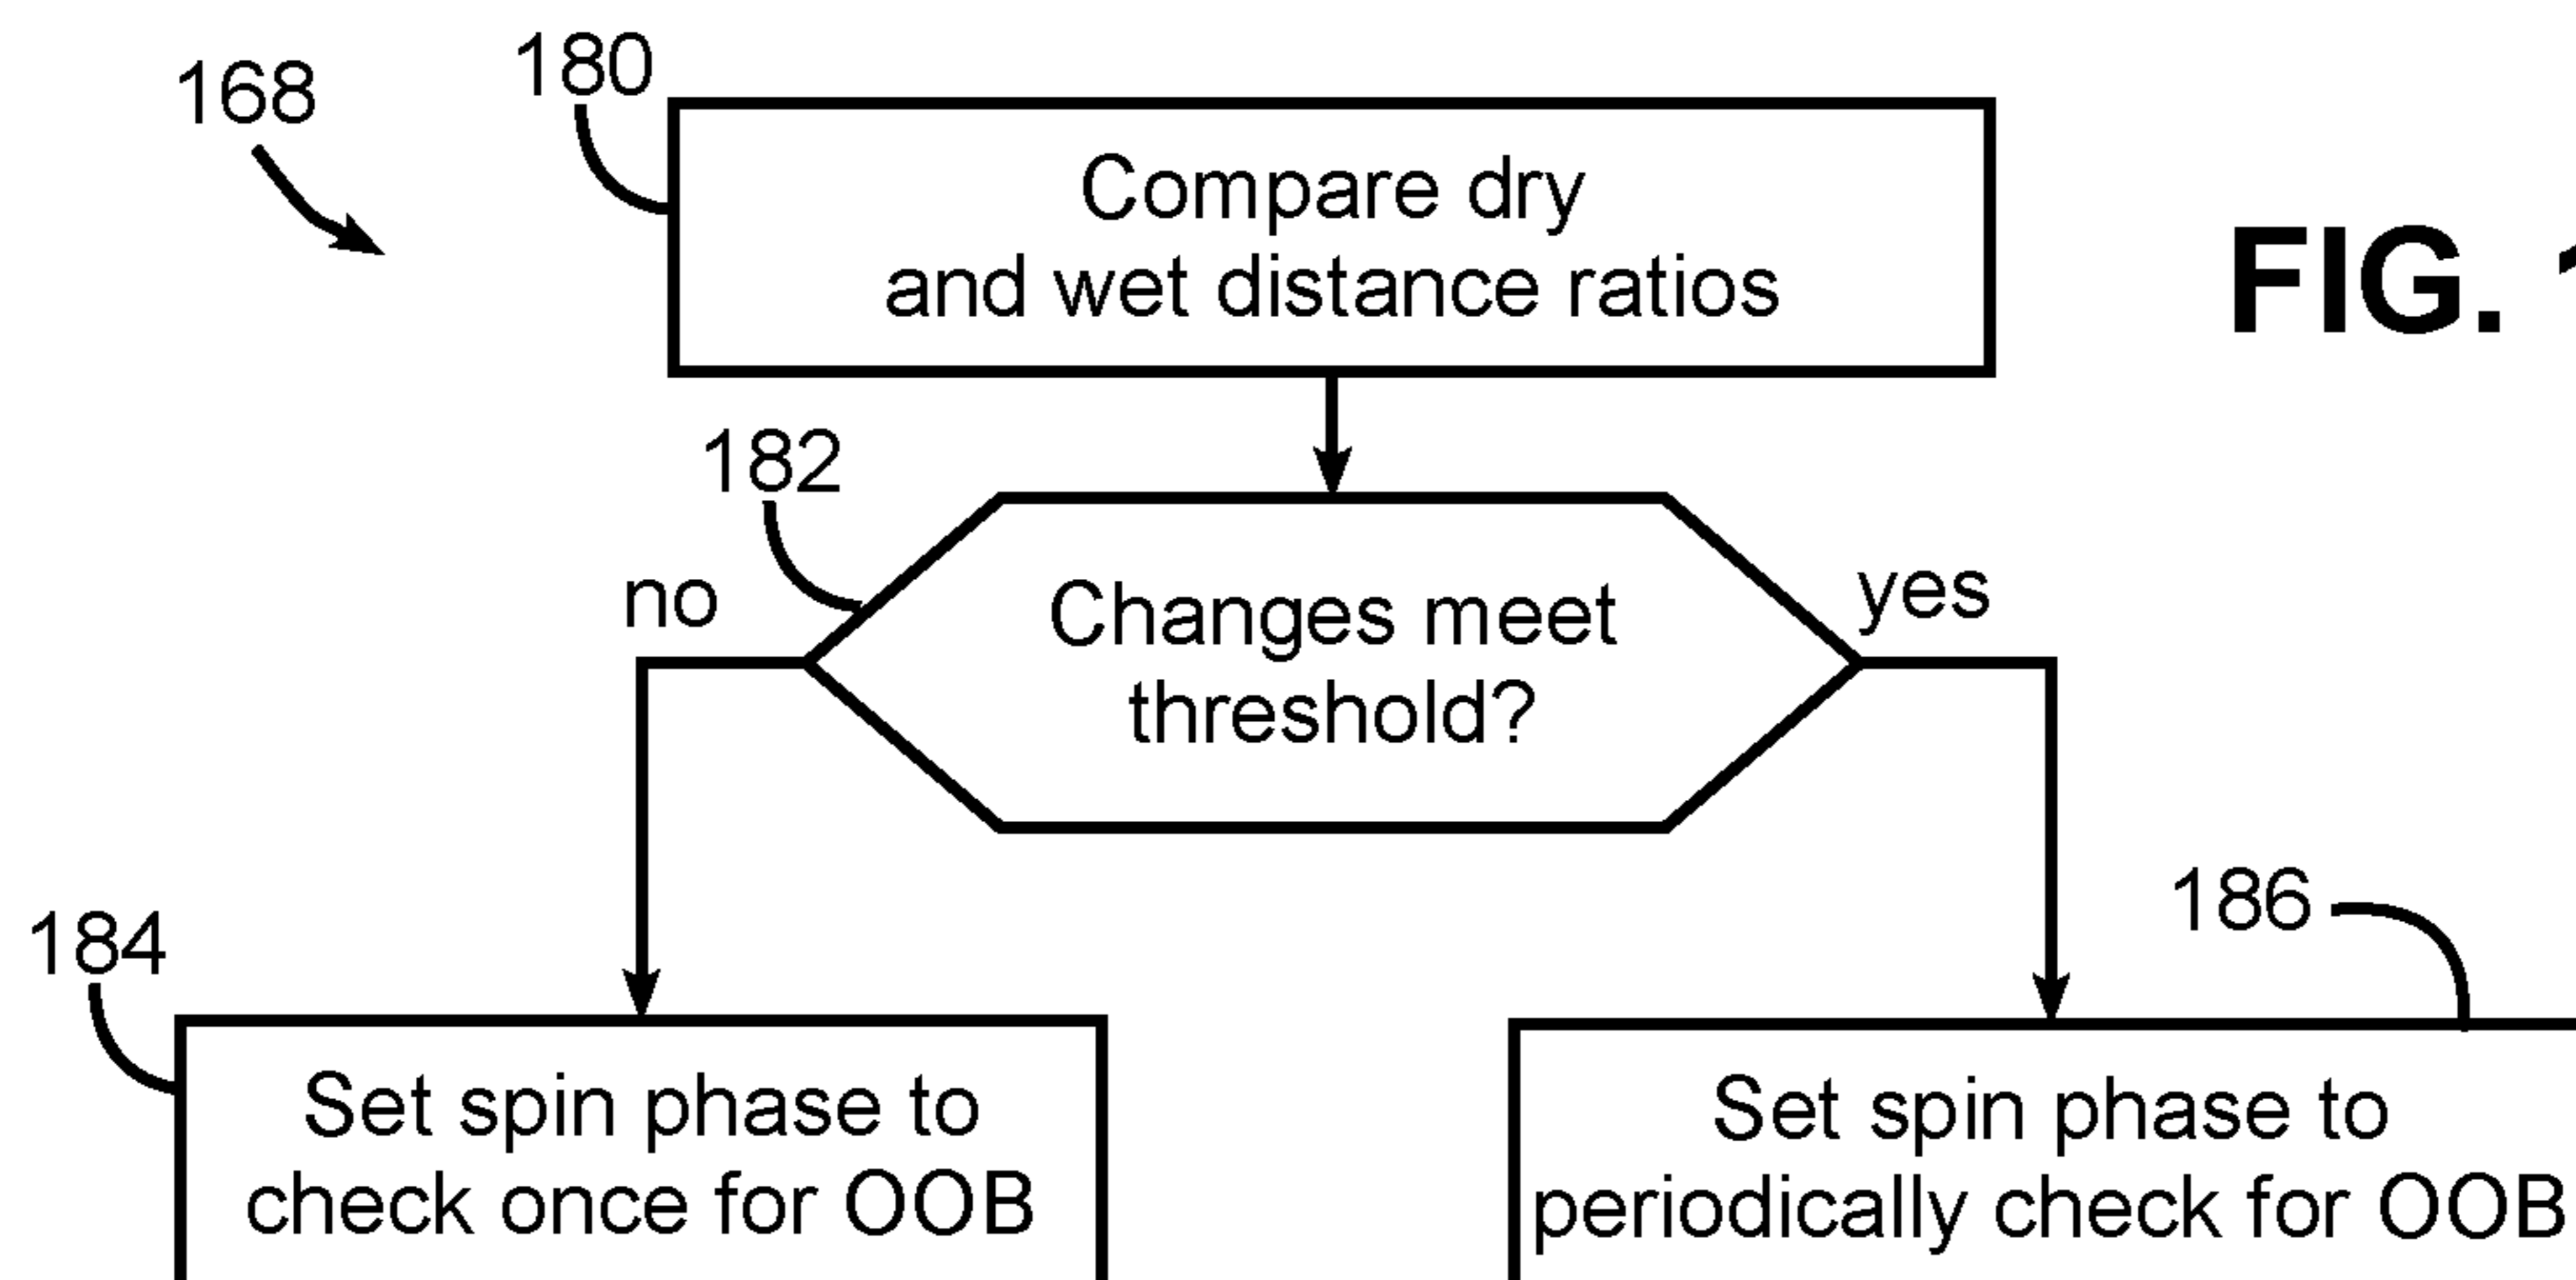 168
180
Compare dry
and wet distance ratios
FIG. 1
182
no
Changes meet
threshold?
yes
184
186
Set spin phase to
check once for OOB
Set spin phase to
periodically check for OOB